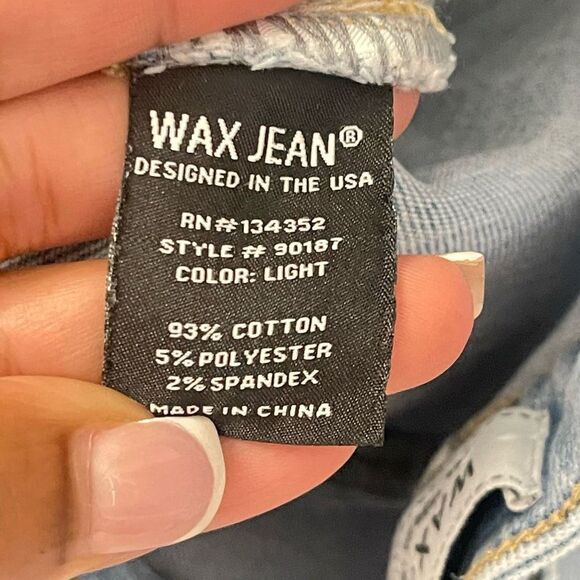 WAX JEAN®
DESIGNED IN THE USA
RN#134352
STYLE # 90187
COLOR: LIGHT
93% COTTON
5% POLYESTER
2% SPANDEX
MADE IN CHINA
WAX